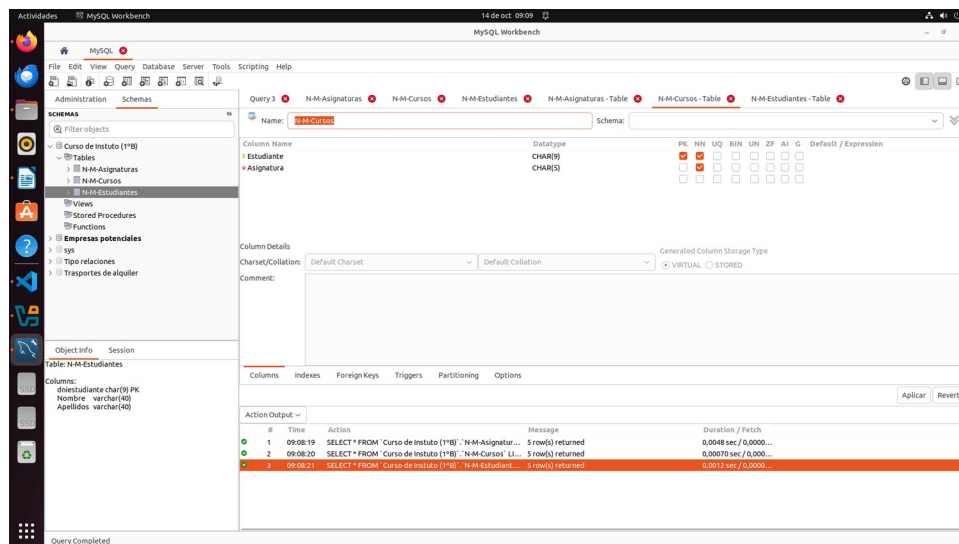 Actividades MySQL Workbench 14 de oct 09:09
MySQL Workbench
MySQL
File Edit View Query Database Server Tools Scripting Help
Administration Schemas
Query 3 N-M-Asignaturas N-M-Cursos N-M-Estudiantes N-M-Asignaturas - Table N-M-Cursos - Table N-M-Estudiantes - Table
SCHEMAS
Name: N-M-Cursos Schema:
Filter objects
Column Name Datatype PK NN UQ BIN UN ZF AI G Default / Expression
Curso de Instuto (1ºB)
Estudiante CHAR(9)
Tables
Asignatura CHAR(5)
N-M-Asignaturas
N-M-Cursos
N-M-Estudiantes
Views
Stored Procedures
Functions
Empresas potenciales
sys
Tipo relaciones
Trasportes de alquiler
Column Details
Charset/Collation: Default Charset Default Collation
Generated Column Storage Type
VIRTUAL STORED
Comment:
Object Info Session
Table: N-M-Estudiantes
Columns:
dniestudiante char(9) PK
Nombre varchar(40)
Apellidos varchar(40)
Columns Indexes Foreign Keys Triggers Partitioning Options
Aplicar Revert
Action Output
# Time Action Message Duration / Fetch
1 09:08:19 SELECT * FROM `Curso de Instuto (1ºB)`.`N-M-Asignatur... 5 row(s) returned 0,0048 sec / 0,0000...
2 09:08:20 SELECT * FROM `Curso de Instuto (1ºB)`.`N-M-Cursos` LI... 5 row(s) returned 0,00070 sec / 0,000...
3 09:08:21 SELECT * FROM `Curso de Instuto (1ºB)`.`N-M-Estudiant... 5 row(s) returned 0,0012 sec / 0,0000...
SSD
SSD
Query Completed